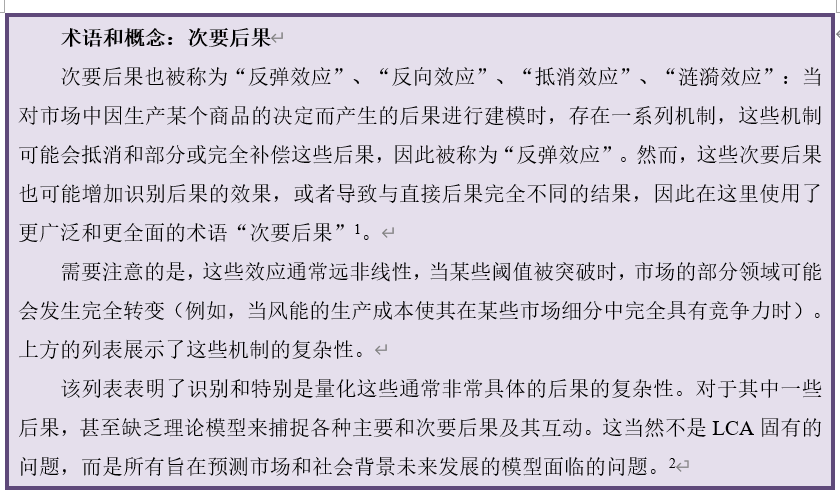 术语和概念：次要后果
次要后果也被称为“反弹效应”、“反向效应”、“抵消效应”、“涟漪效应”：当
对市场中因生产某个商品的决定而产生的后果进行建模时，存在一系列机制，这些机制
可能会抵消和部分或完全补偿这些后果，因此被称为“反弹效应”。然而，这些次要后果
也可能增加识别后果的效果，或者导致与直接后果完全不同的结果，因此在这里使用了
更广泛和更全面的术语“次要后果”¹。
需要注意的是，这些效应通常远非线性，当某些阈值被突破时，市场的部分领域可能
会发生完全转变（例如，当风能的生产成本使其在某些市场细分中完全具有竞争力时）。
上方的列表展示了这些机制的复杂性。
该列表表明了识别和特别是量化这些通常非常具体的后果的复杂性。对于其中一些
后果，甚至缺乏理论模型来捕捉各种主要和次要后果及其互动。这当然不是 LCA 固有的
问题，而是所有旨在预测市场和社会背景未来发展的模型面临的问题。²